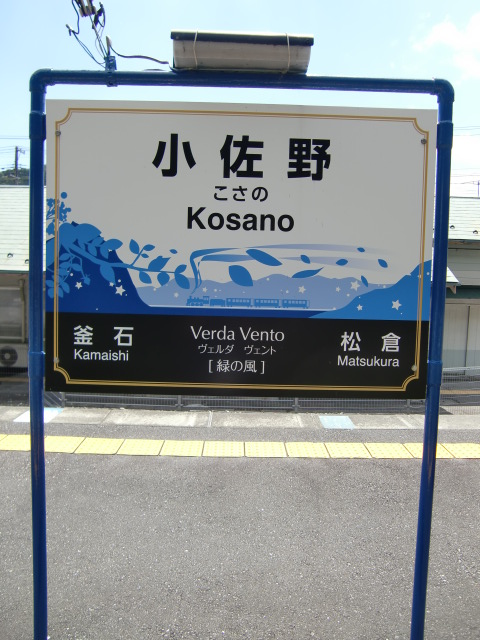 小佐野
こさの
Kosano
釜石
Kamaishi
Verda Vento
ヴェルダ ヴェント
[緑の風]
松倉
Matsukura